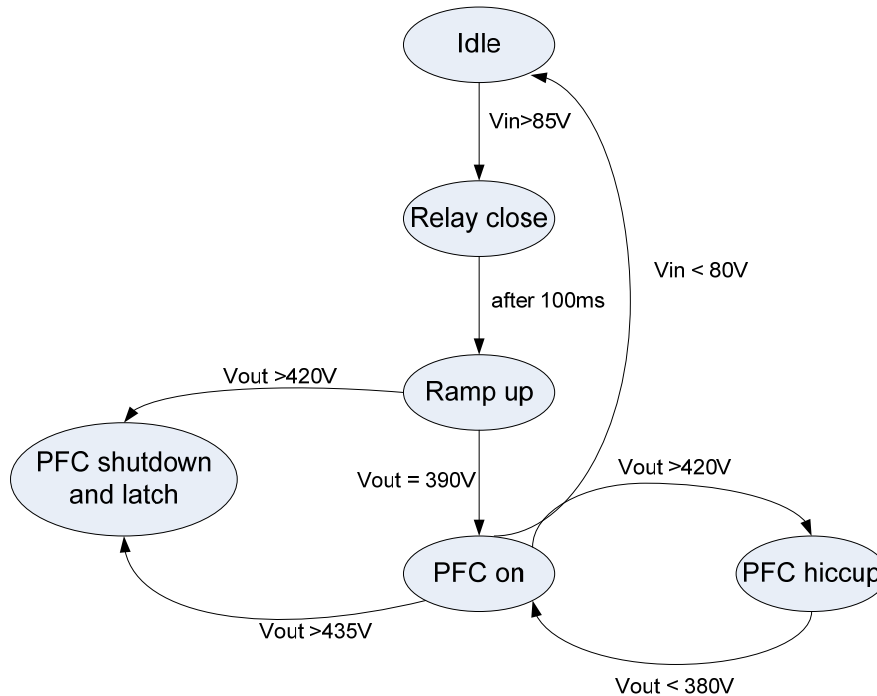 Idle
Vin>85V
Relay close
Vin < 80V
after 100ms
Vout >420V
Ramp up
PFC shutdown
and latch
Vout = 390V
Vout >420V
PFC on
PFC hiccup
Vout >435V
Vout < 380V